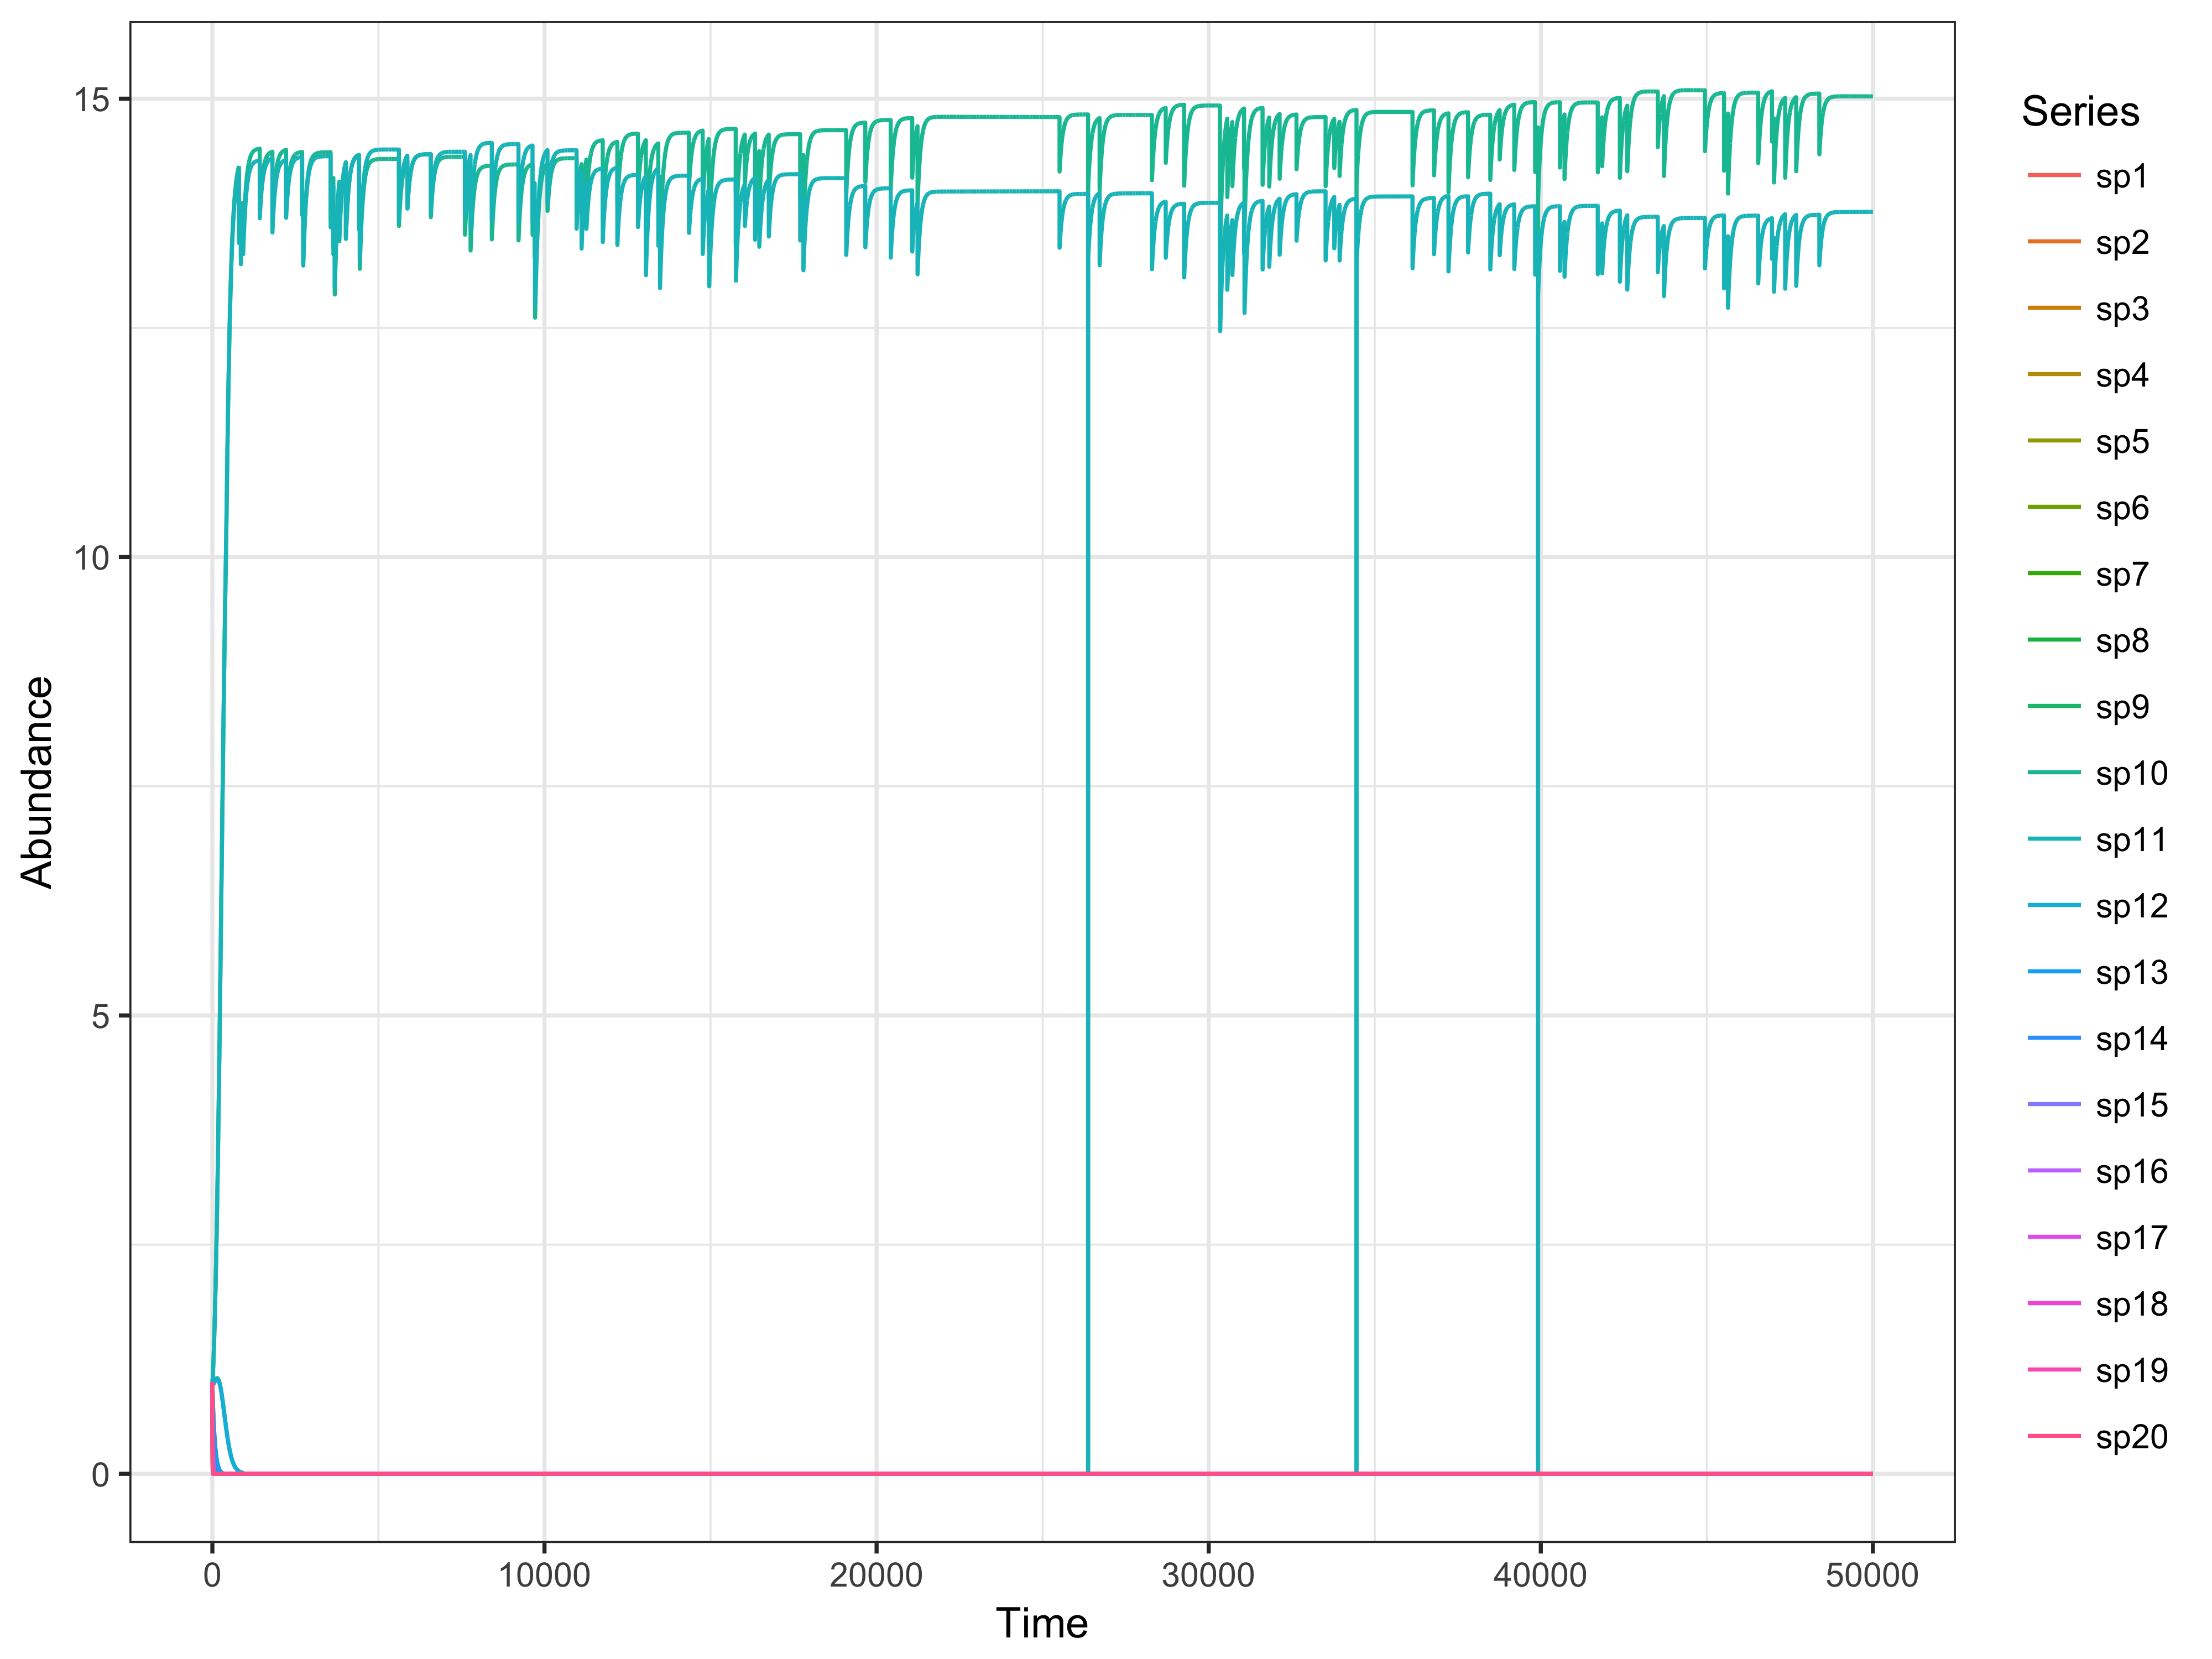 15
10
5
0
Abundance
0 10000 20000 30000 40000 50000
Time
Series
sp1
sp2
sp3
sp4
sp5
sp6
sp7
sp8
sp9
sp10
sp11
sp12
sp13
sp14
sp15
sp16
sp17
sp18
sp19
sp20